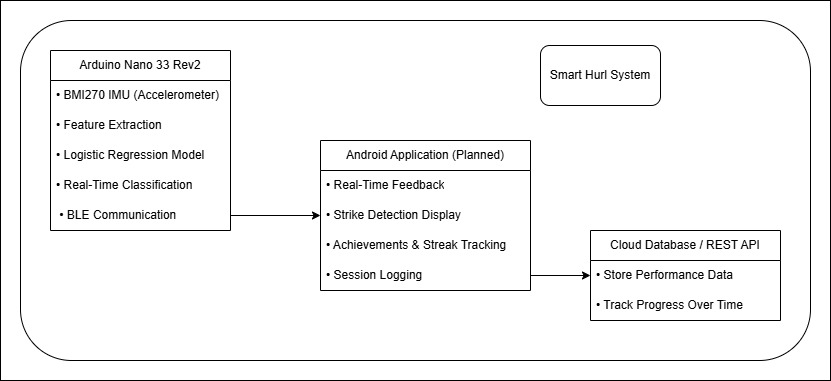 Arduino Nano 33 Rev2
• BMI270 IMU (Accelerometer)
• Feature Extraction
• Logistic Regression Model
• Real-Time Classification
• BLE Communication
Smart Hurl System
Android Application (Planned)
• Real-Time Feedback
• Strike Detection Display
• Achievements & Streak Tracking
• Session Logging
Cloud Database / REST API
• Store Performance Data
• Track Progress Over Time